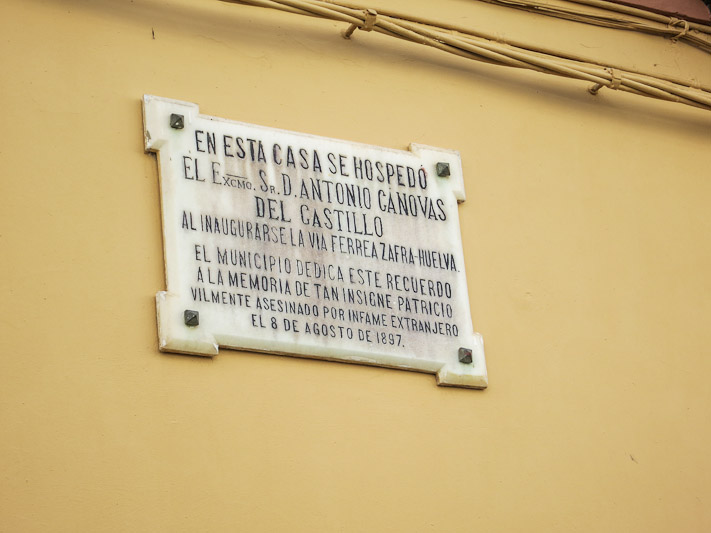 EN ESTA CASA SE HOSPEDÓ
EL EXCMO. SR. D. ANTONIO CÁNOVAS
DEL CASTILLO
AL INAUGURARSE LA VIA FERREA ZAFRA-HUELVA.
EL MUNICIPIO DEDICA ESTE RECUERDO
A LA MEMORIA DE TAN INSIGNE PATRICIO
VILMENTE ASESINADO POR INFAME EXTRANJERO
EL 8 DE AGOSTO DE 1897.